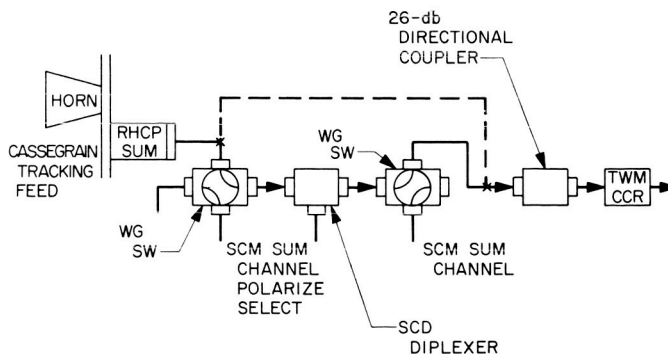 26-db
DIRECTIONAL
COUPLER
HORN
RHCP
SUM
CASSEGRAIN
TRACKING
FEED
WG
SW
WG
SW
TWM
CCR
SCM SUM
CHANNEL
POLARIZE
SELECT
SCM SUM
CHANNEL
SCD
DIPLEXER